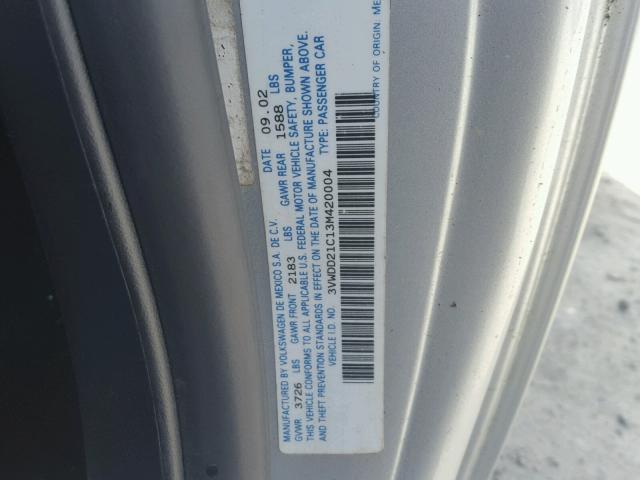 MANUFACTURED BY VOLKSWAGEN DE MEXICO S.A. DE C.V. DATE 09.02
GVWR 3726 LBS GAWR FRONT 2183 LBS GAWR REAR 1588 LBS
THIS VEHICLE CONFORMS TO ALL APPLICABLE U.S. FEDERAL MOTOR VEHICLE SAFETY, BUMPER,
AND THEFT PREVENTION STANDARDS IN EFFECT ON THE DATE OF MANUFACTURE SHOWN ABOVE.
VEHICLE I.D. NO. 3VWDD21C13M420004 TYPE: PASSENGER CAR
COUNTRY OF ORIGIN ME